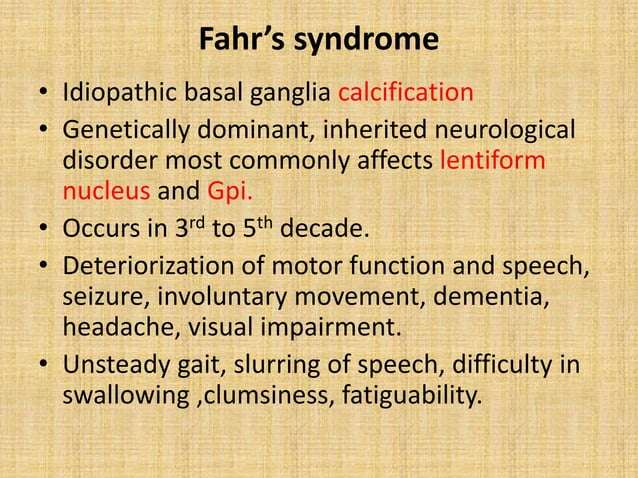 Fahr's syndrome
• Idiopathic basal ganglia calcification
• Genetically dominant, inherited neurological
disorder most commonly affects lentiform
nucleus and Gpi.
• Occurs in 3rd to 5th decade.
• Deteriorization of motor function and speech,
seizure, involuntary movement, dementia,
headache, visual impairment.
• Unsteady gait, slurring of speech, difficulty in
swallowing ,clumsiness, fatiguability.